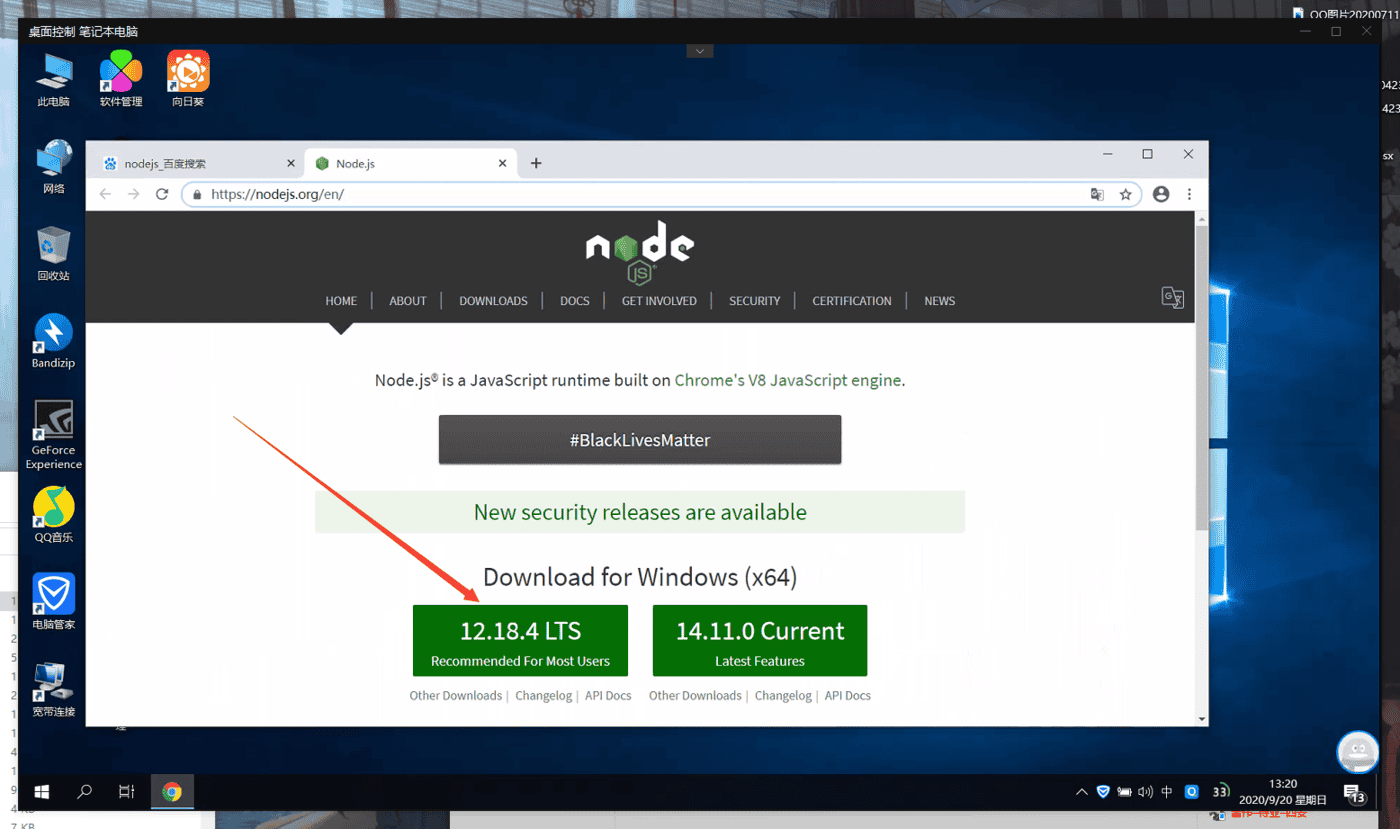 QQ图片20200711
桌面控制 笔记本电脑
此电脑
软件管理
向日葵
网络
回收站
Bandizip
GeForce
Experience
QQ音乐
电脑管家
宽带连接
nodejs_百度搜索
Node.js
https://nodejs.org/en/
node
JS
HOME
ABOUT
DOWNLOADS
DOCS
GET INVOLVED
SECURITY
CERTIFICATION
NEWS
Node.js® is a JavaScript runtime built on Chrome's V8 JavaScript engine.
#BlackLivesMatter
New security releases are available
Download for Windows (x64)
12.18.4 LTS
Recommended For Most Users
14.11.0 Current
Latest Features
Other Downloads | Changelog | API Docs
Other Downloads | Changelog | API Docs
中
33
13:20
2020/9/20 星期日
13
423
sx
7 KB